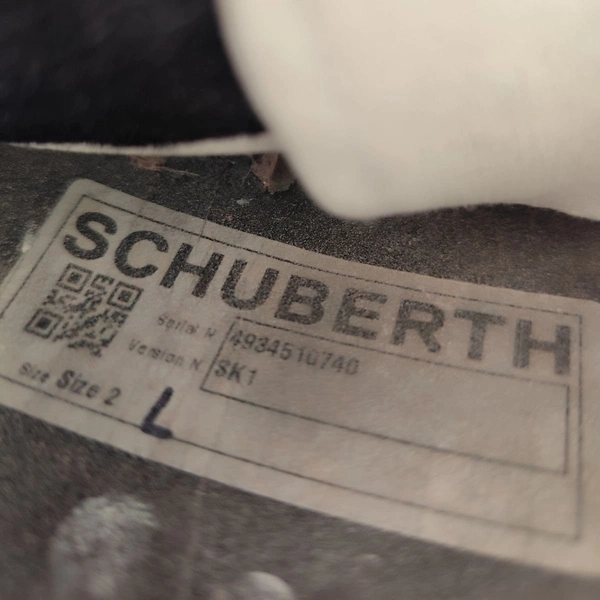 SCHUBERTH
Serial N 4934510740
Version N SK1
Size Size 2 L